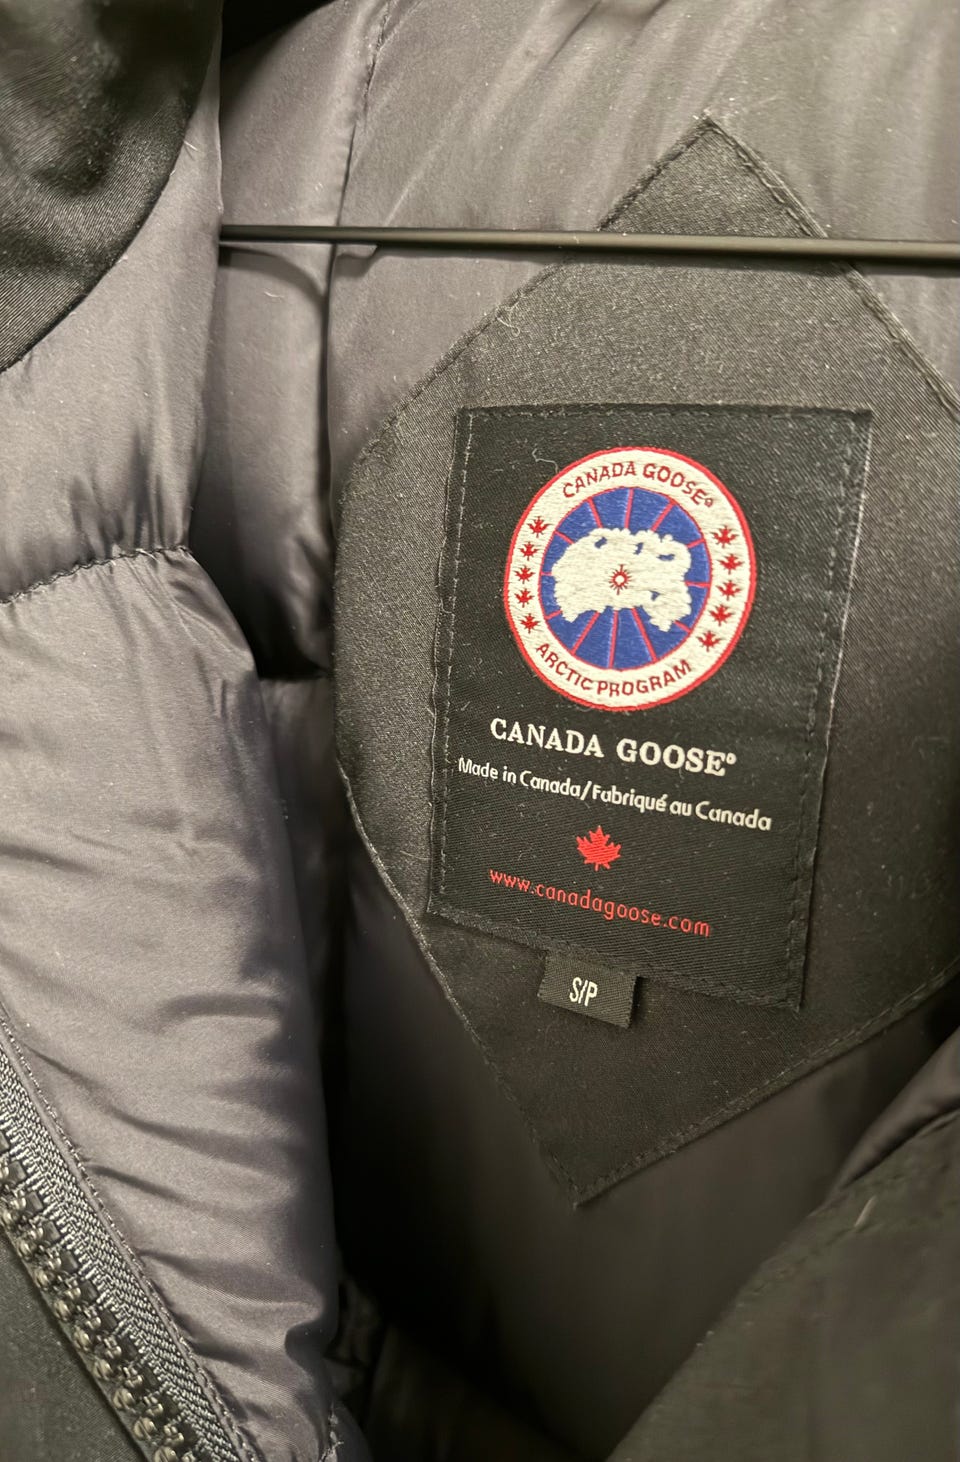 CANADA GOOSE®
ARCTIC PROGRAM
CANADA GOOSE®
Made in Canada/Fabriqué au Canada
www.canadagoose.com
S/P